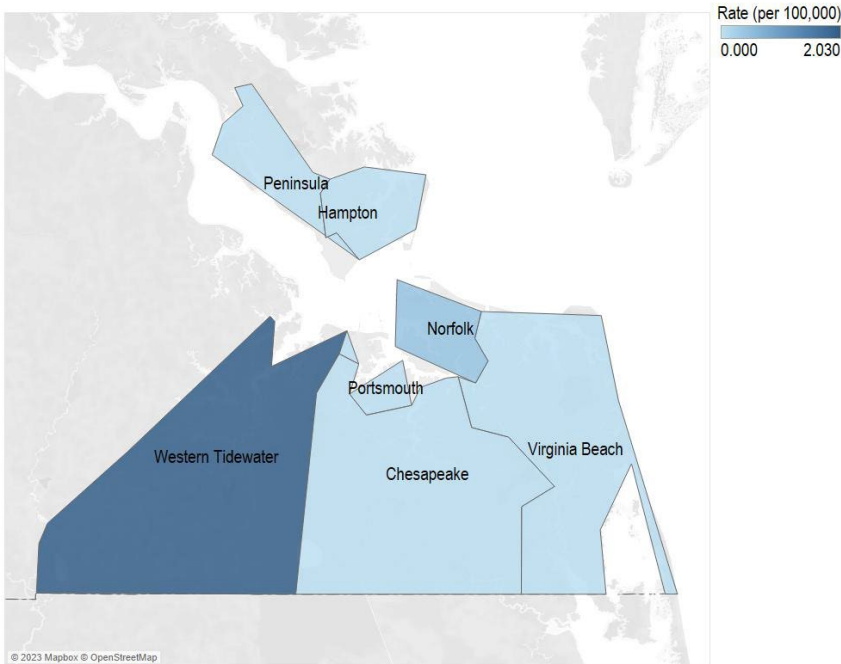 Rate (per 100,000)
0.000 2.030
Peninsula
Hampton
Norfolk
Portsmouth
Western Tidewater
Virginia Beach
Chesapeake
© 2023 Mapbox © OpenStreetMap